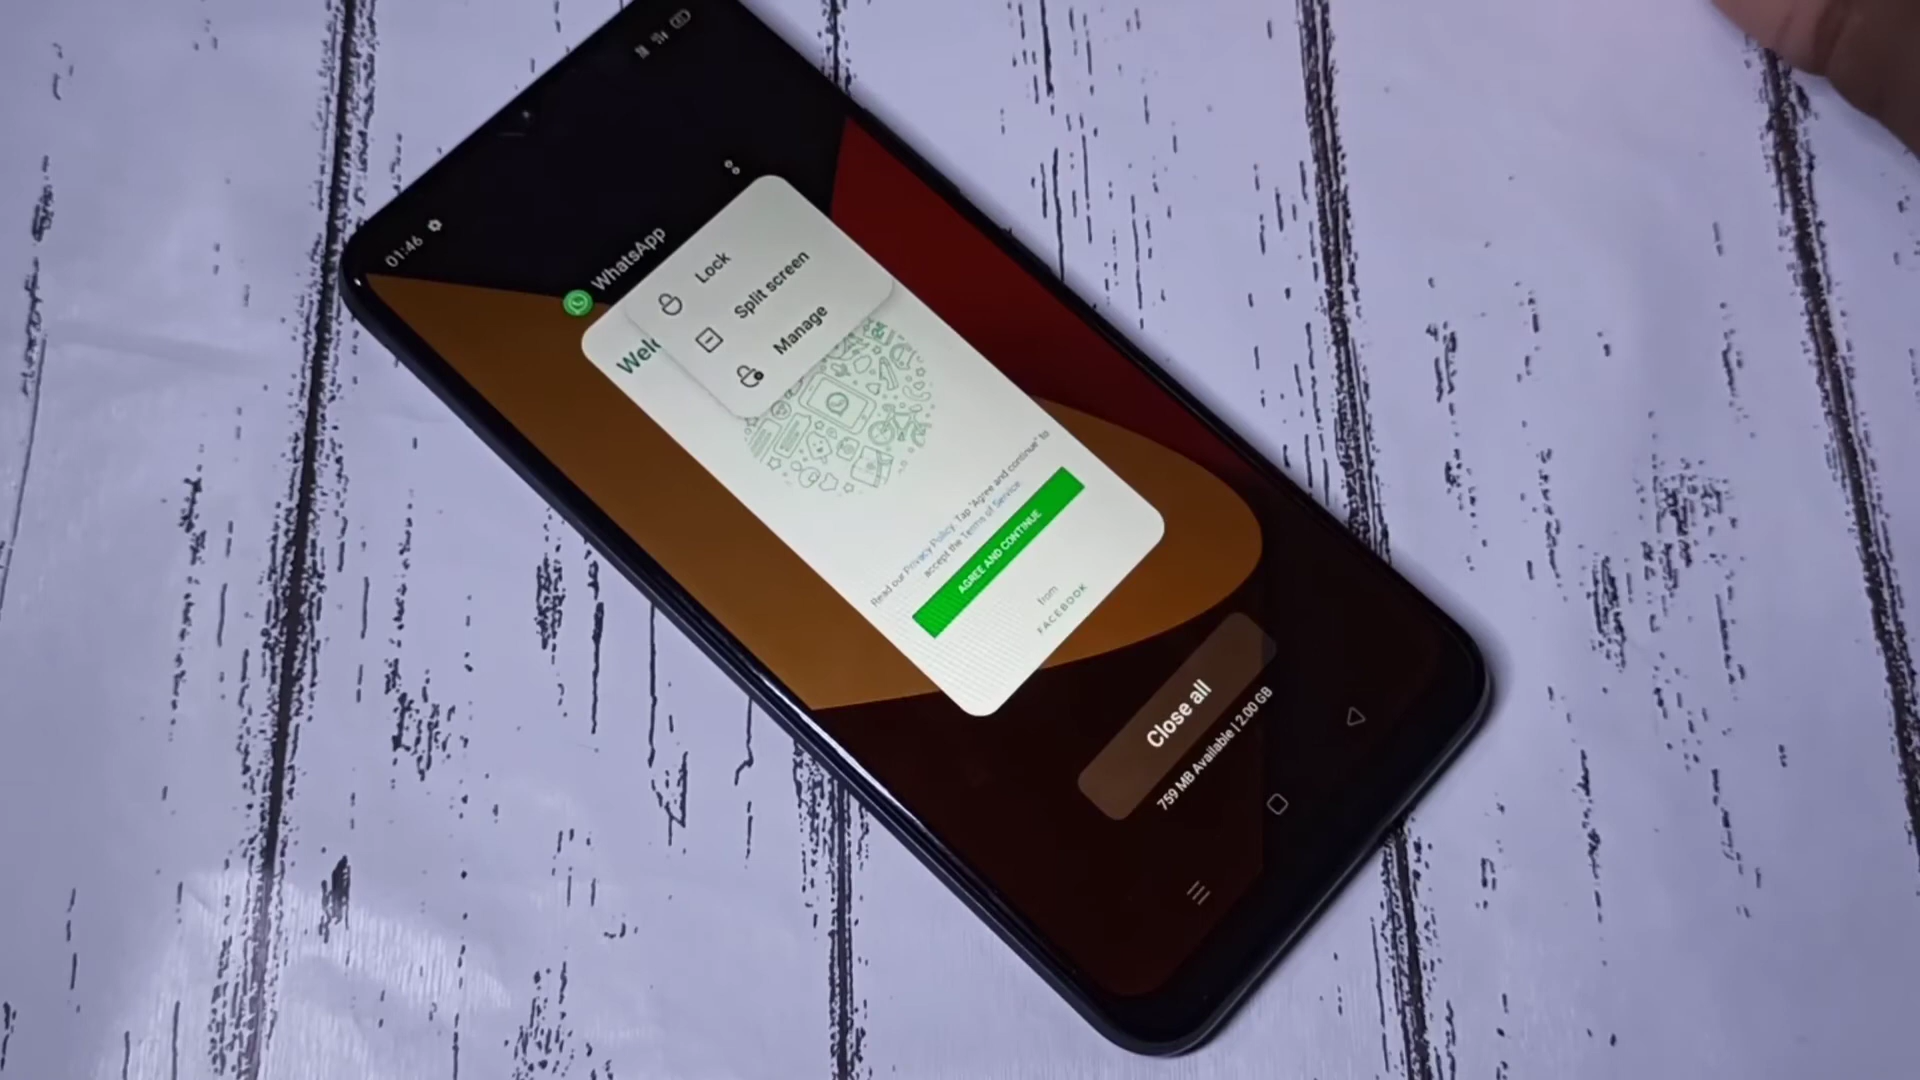 01:46
WhatsApp
Lock
Split screen
Manage
Welc
Read our Privacy Policy. Tap "Agree and continue" to
accept the Terms of Service.
AGREE AND CONTINUE
from
FACEBOOK
Close all
759 MB Available | 2.00 GB